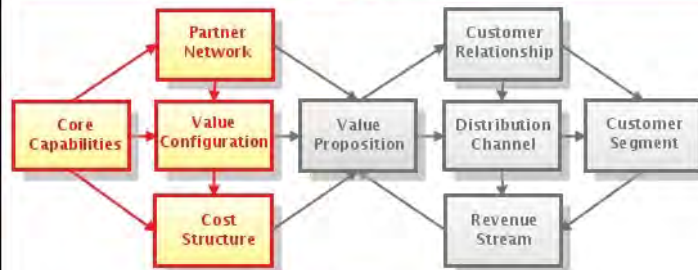 Partner
Network
Customer
Relationship
Core
Capabilities
Value
Configuration
Value
Proposition
Distribution
Channel
Customer
Segment
Cost
Structure
Revenue
Stream